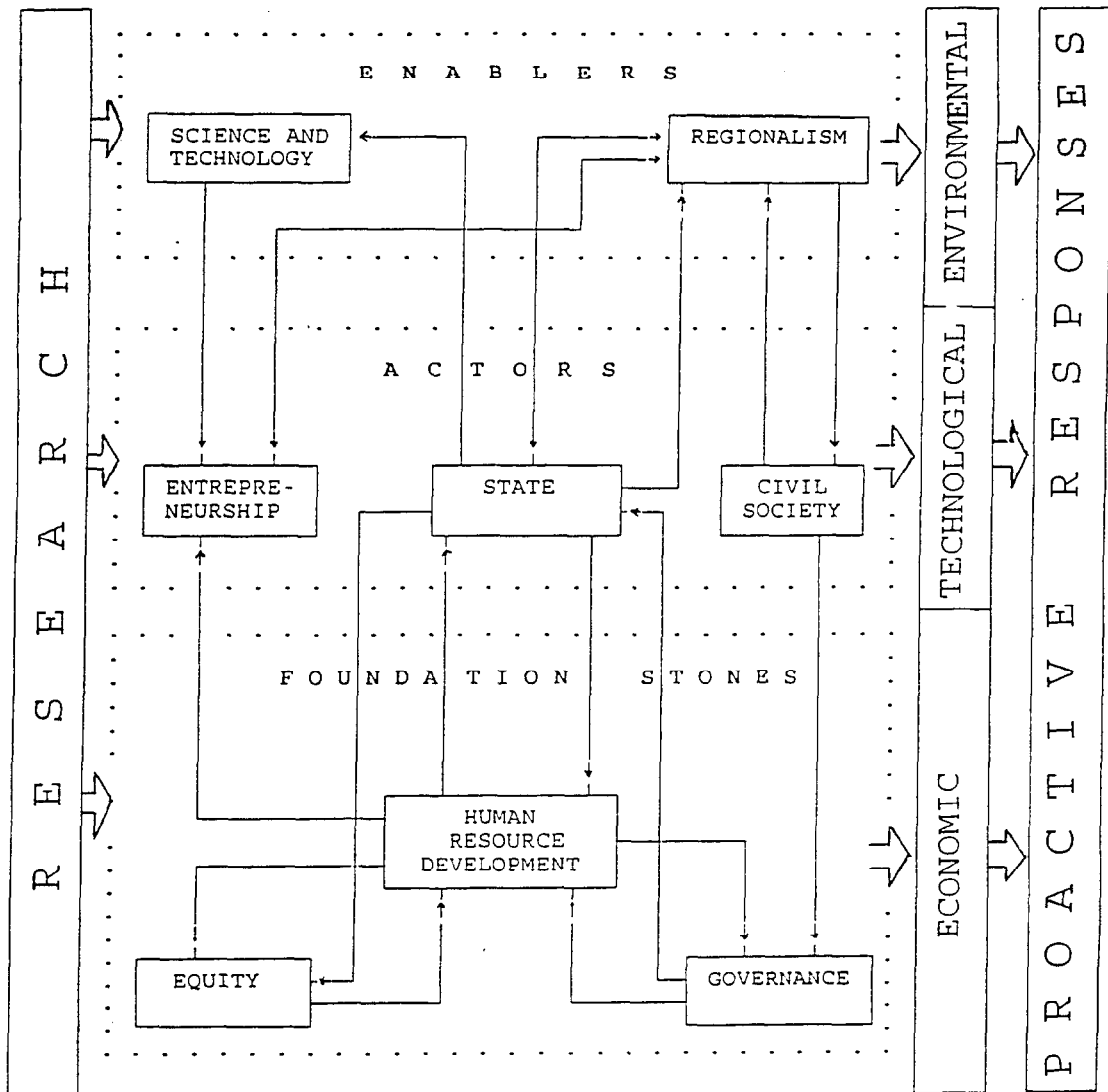 RESEARCH
ENABLERS
SCIENCE AND
TECHNOLOGY
REGIONALISM
ACTORS
ENTREPRE-
NEURSHIP
STATE
CIVIL
SOCIETY
FOUNDATION STONES
HUMAN
RESOURCE
DEVELOPMENT
EQUITY
GOVERNANCE
ENVIRONMENTAL
TECHNOLOGICAL
ECONOMIC
PROACTIVE RESPONSES